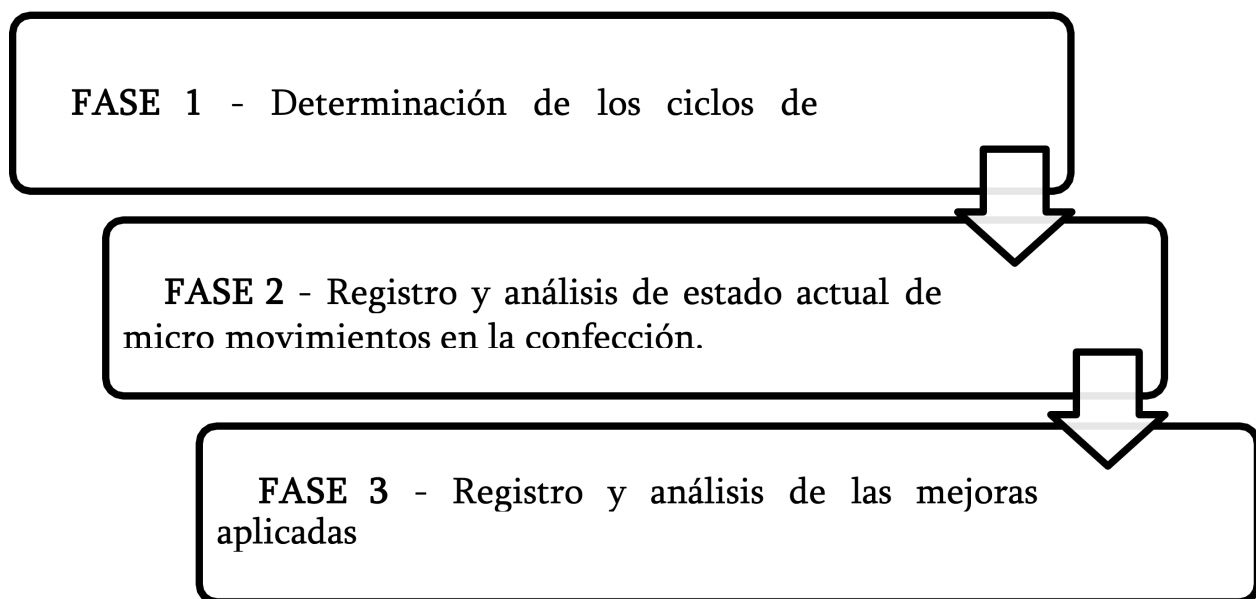 FASE 1 - Determinación de los ciclos de
FASE 2 - Registro y análisis de estado actual de
micro movimientos en la confección.
FASE 3 - Registro y análisis de las mejoras
aplicadas